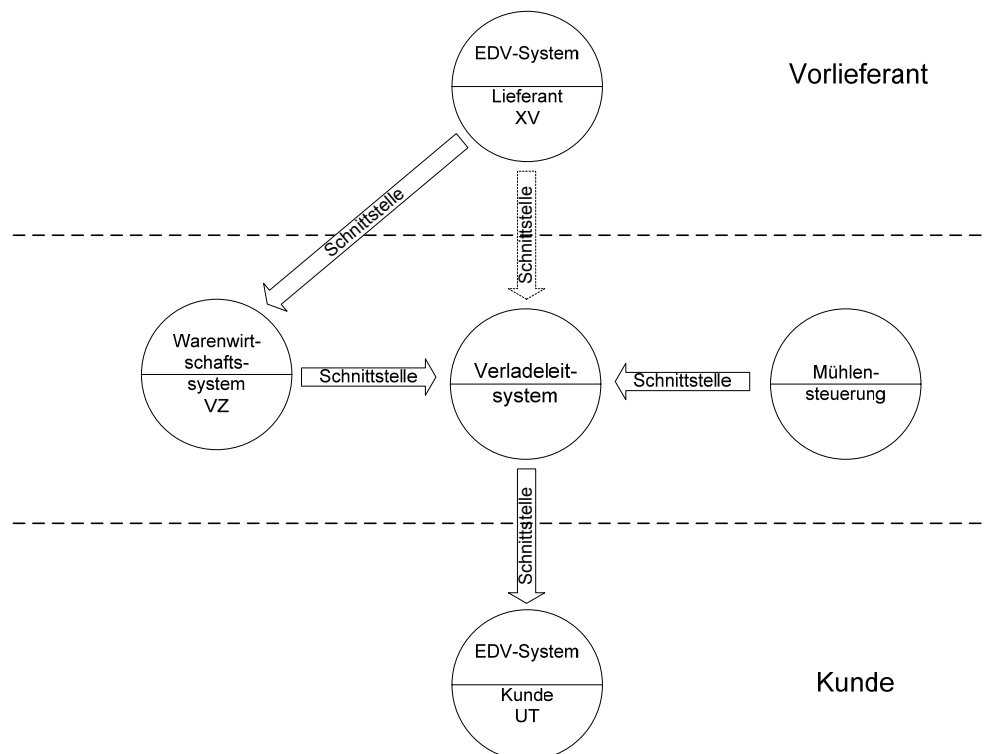 EDV-System
Lieferant
XV
Vorlieferant
Schnittstelle
Schnittstelle
Warenwirt-
schafts-
system
VZ
Schnittstelle
Verladeleit-
system
Schnittstelle
Mühlen-
steuerung
Schnittstelle
EDV-System
Kunde
UT
Kunde